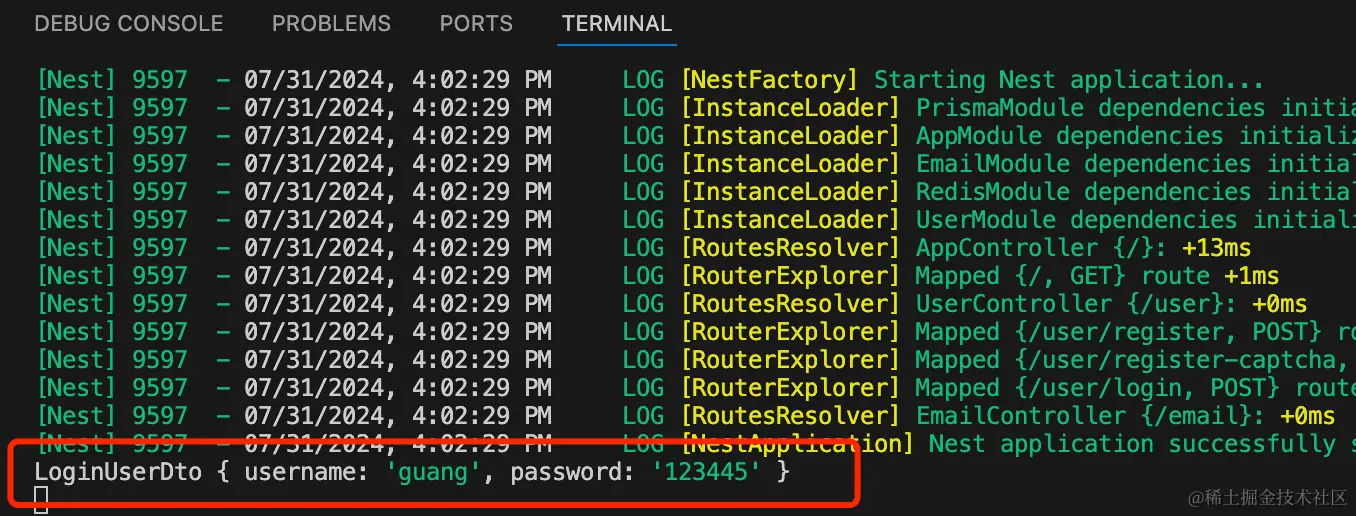 DEBUG CONSOLE PROBLEMS PORTS TERMINAL
[Nest] 9597  - 07/31/2024, 4:02:29 PM     LOG [NestFactory] Starting Nest application...
[Nest] 9597  - 07/31/2024, 4:02:29 PM     LOG [InstanceLoader] PrismaModule dependencies initia
[Nest] 9597  - 07/31/2024, 4:02:29 PM     LOG [InstanceLoader] AppModule dependencies initializ
[Nest] 9597  - 07/31/2024, 4:02:29 PM     LOG [InstanceLoader] EmailModule dependencies initial
[Nest] 9597  - 07/31/2024, 4:02:29 PM     LOG [InstanceLoader] RedisModule dependencies initial
[Nest] 9597  - 07/31/2024, 4:02:29 PM     LOG [InstanceLoader] UserModule dependencies initiali
[Nest] 9597  - 07/31/2024, 4:02:29 PM     LOG [RoutesResolver] AppController {/}: +13ms
[Nest] 9597  - 07/31/2024, 4:02:29 PM     LOG [RouterExplorer] Mapped {/, GET} route +1ms
[Nest] 9597  - 07/31/2024, 4:02:29 PM     LOG [RoutesResolver] UserController {/user}: +0ms
[Nest] 9597  - 07/31/2024, 4:02:29 PM     LOG [RouterExplorer] Mapped {/user/register, POST} ro
[Nest] 9597  - 07/31/2024, 4:02:29 PM     LOG [RouterExplorer] Mapped {/user/register-captcha,
[Nest] 9597  - 07/31/2024, 4:02:29 PM     LOG [RouterExplorer] Mapped {/user/login, POST} route
[Nest] 9597  - 07/31/2024, 4:02:29 PM     LOG [RoutesResolver] EmailController {/email}: +0ms
[Nest] 9597  - 07/31/2024, 4:02:29 PM     LOG [NestApplication] Nest application successfully s
LoginUserDto { username: 'guang', password: '123445' }
@稀土掘金技术社区